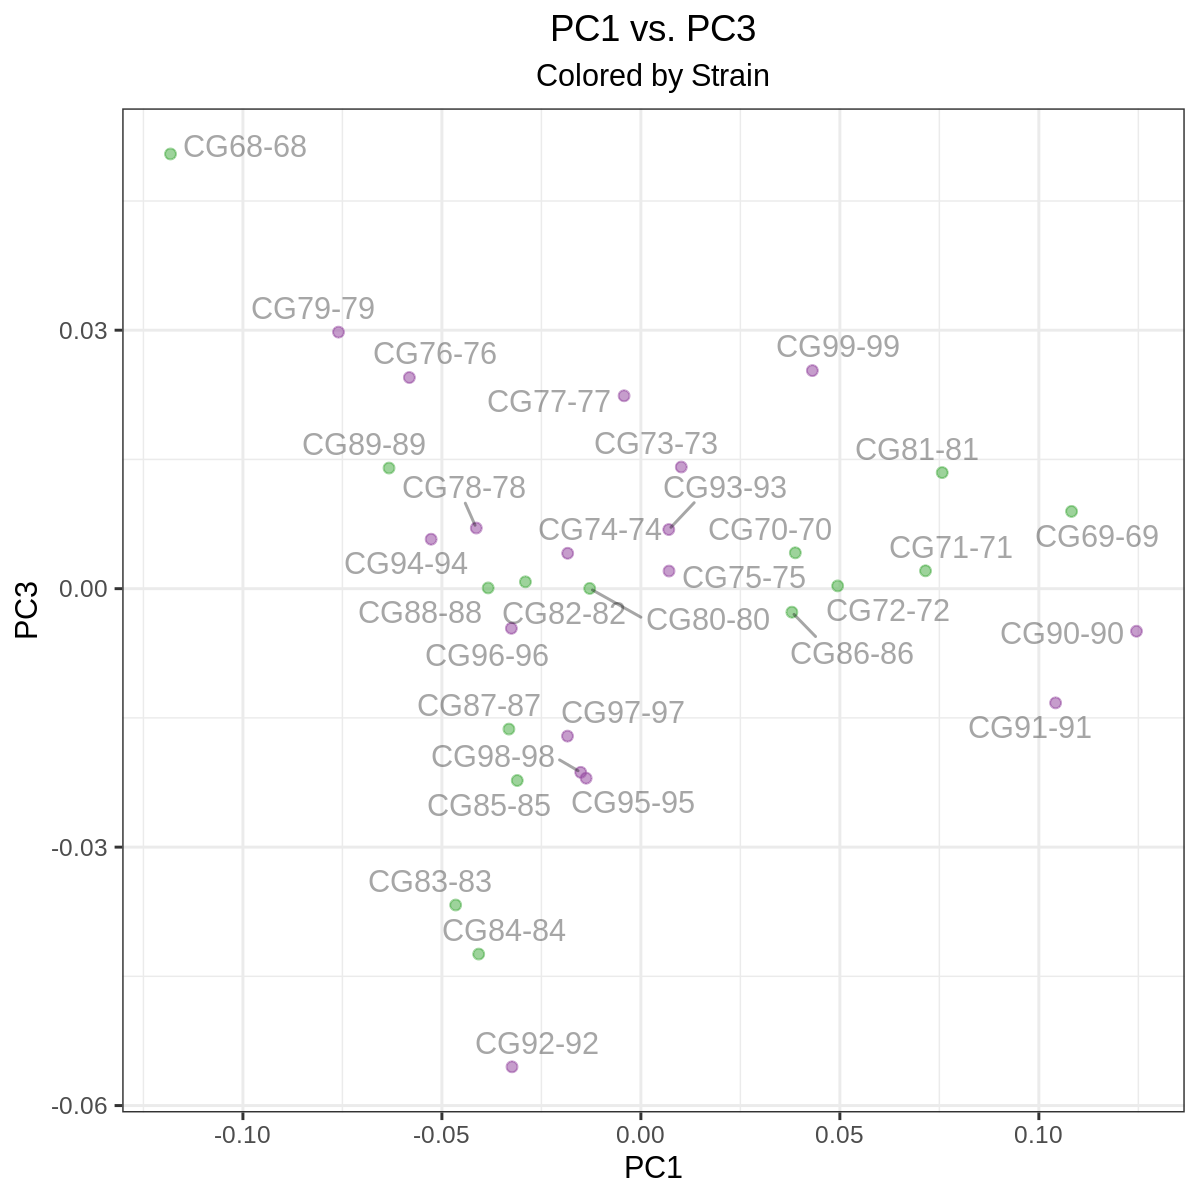 PC1 vs. PC3
Colored by Strain
CG68-68
CG79-79
0.03
CG99-99
CG76-76
CG77-77
CG73-73
CG89-89
CG81-81
CG78-78
CG93-93
CG74-74
CG70-70
CG69-69
CG71-71
CG94-94
CG75-75
0.00
PC3
CG88-88
CG82-82
CG80-80
CG72-72
CG90-90
CG96-96
CG86-86
CG87-87
CG97-97
CG91-91
CG98-98
CG85-85
CG95-95
-0.03
CG83-83
CG84-84
CG92-92
-0.06
-0.10
-0.05
0.00
0.05
0.10
PC1